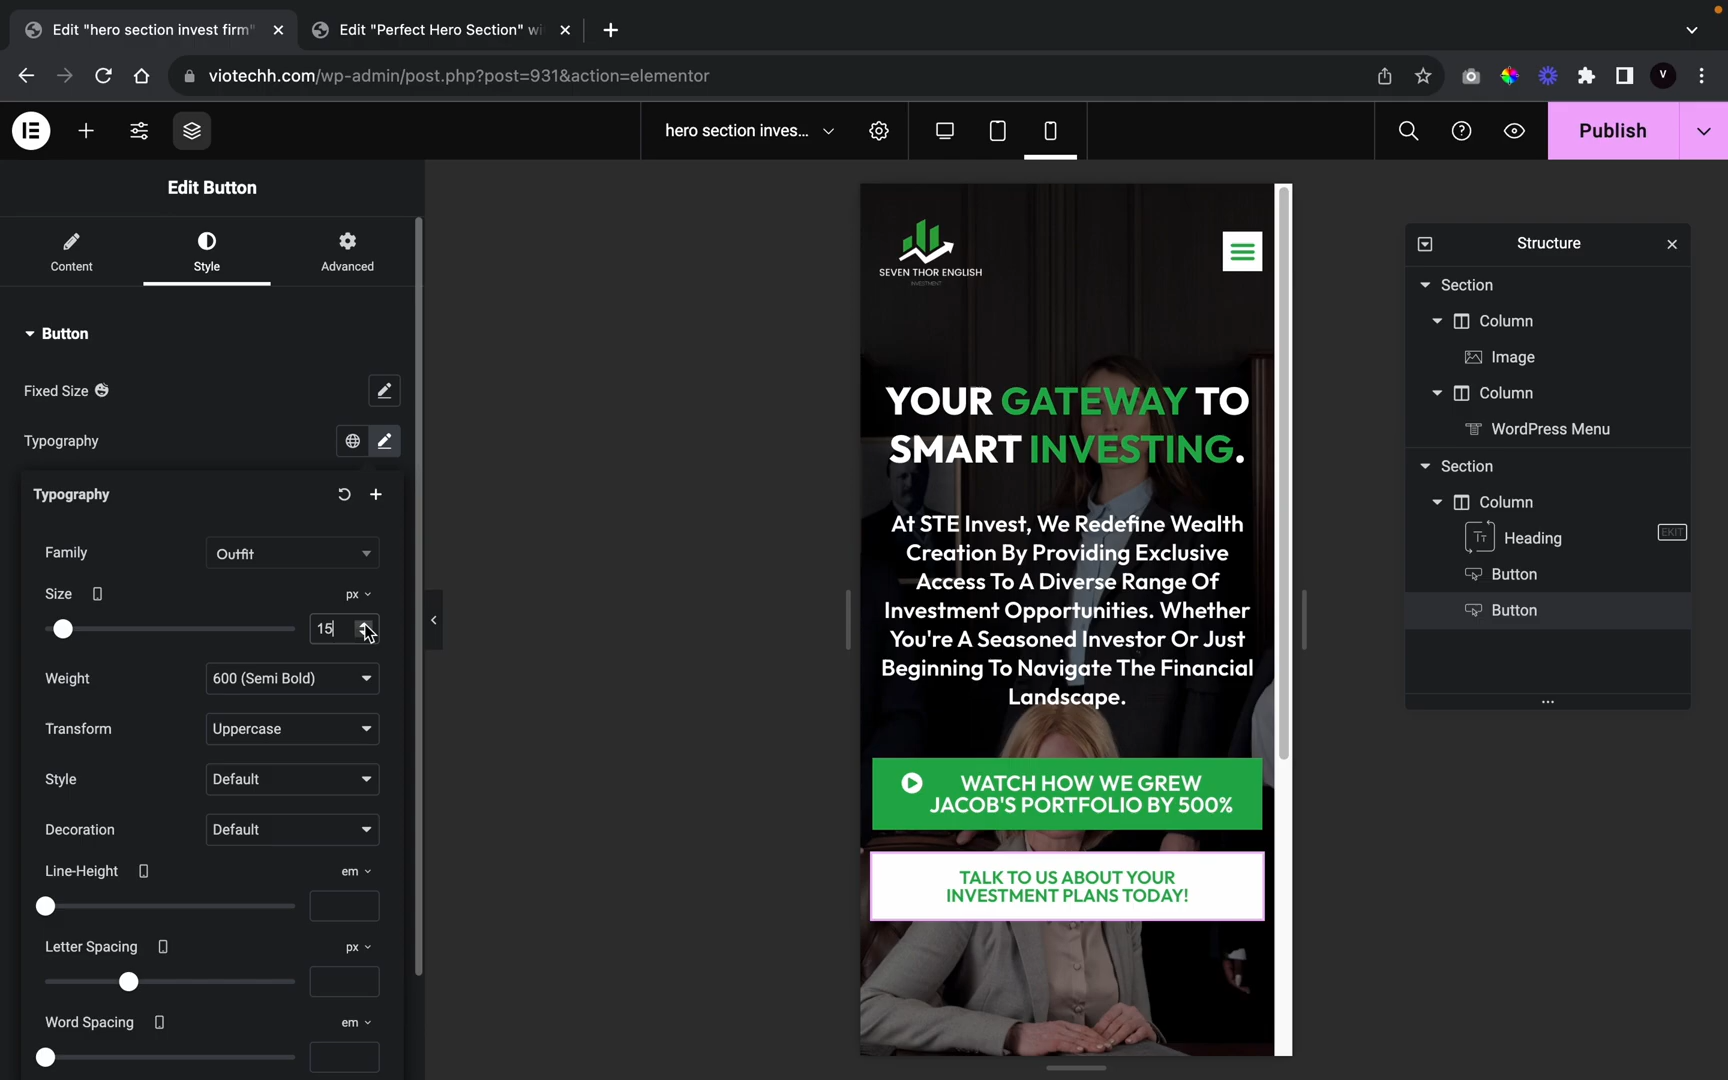 Edit "hero section invest firm"
Edit "Perfect Hero Section" wi
viotechh.com/wp-admin/post.php?post=931&action=elementor
V
hero section inves...
Publish
Edit Button
Content
Style
Advanced
Button
Fixed Size
Typography
Typography
Family
Outfit
Size
px
15
Weight
600 (Semi Bold)
Transform
Uppercase
Style
Default
Decoration
Default
Line-Height
em
Letter Spacing
px
Word Spacing
em
SEVEN THOR ENGLISH
INVESTMENT
YOUR GATEWAY TO
SMART INVESTING.
At STE Invest, We Redefine Wealth
Creation By Providing Exclusive
Access To A Diverse Range Of
Investment Opportunities. Whether
You're A Seasoned Investor Or Just
Beginning To Navigate The Financial
Landscape.
WATCH HOW WE GREW
JACOB'S PORTFOLIO BY 500%
TALK TO US ABOUT YOUR
INVESTMENT PLANS TODAY!
Structure
Section
Column
Image
Column
WordPress Menu
Section
Column
Heading
EKIT
Button
Button